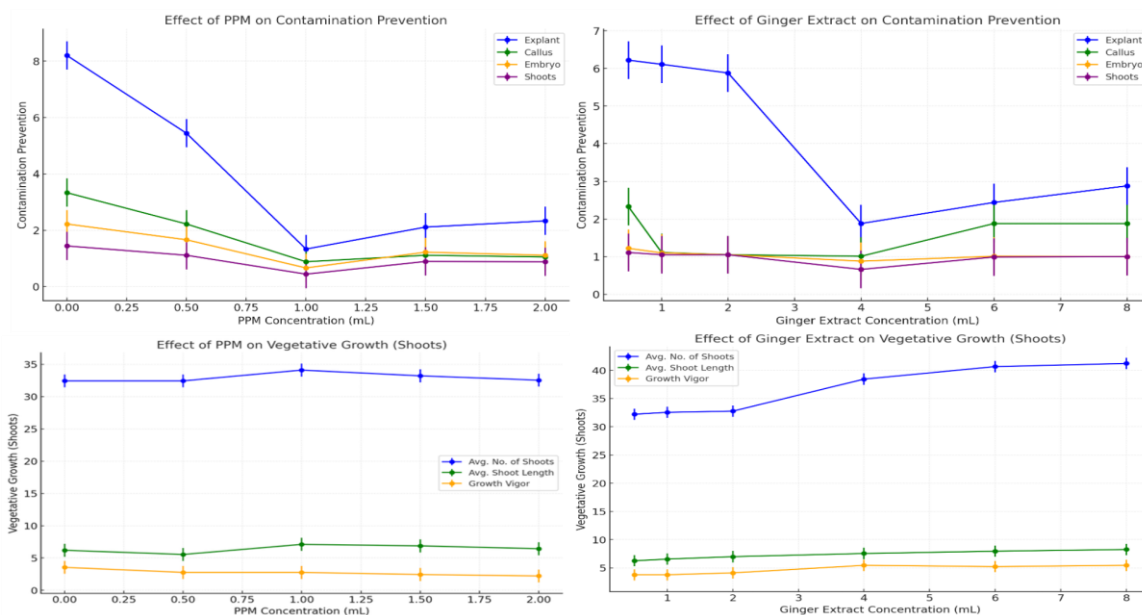 Effect of PPM on Contamination Prevention
Explant
Callus
Embryo
Shoots
Contamination Prevention
8
6
4
2
0
0.00 0.25 0.50 0.75 1.00 1.25 1.50 1.75 2.00
PPM Concentration (mL)
Effect of Ginger Extract on Contamination Prevention
Explant
Callus
Embryo
Shoots
Contamination Prevention
7
6
5
4
3
2
1
0
1 2 3 4 5 6 7 8
Ginger Extract Concentration (mL)
Effect of PPM on Vegetative Growth (Shoots)
Avg. No. of Shoots
Avg. Shoot Length
Growth Vigor
Vegetative Growth (Shoots)
35
30
25
20
15
10
5
0
0.00 0.25 0.50 0.75 1.00 1.25 1.50 1.75 2.00
PPM Concentration (mL)
Effect of Ginger Extract on Vegetative Growth (Shoots)
Avg. No. of Shoots
Avg. Shoot Length
Growth Vigor
Vegetative Growth (Shoots)
40
35
30
25
20
15
10
5
1 2 3 4 5 6 7 8
Ginger Extract Concentration (mL)